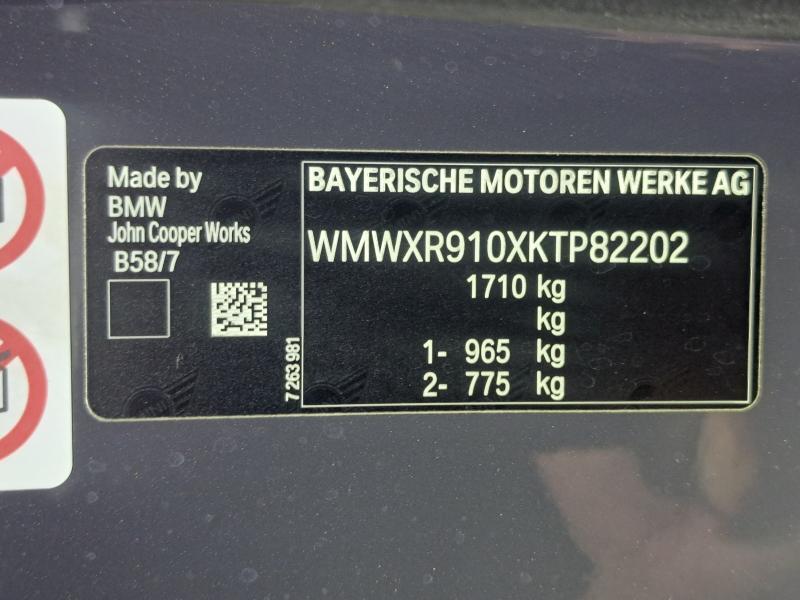 Made by
BMW
John Cooper Works
B58/7
7 263 981
BAYERISCHE MOTOREN WERKE AG
WMWXR910XKTP82202
1710 kg
kg
1- 965 kg
2- 775 kg